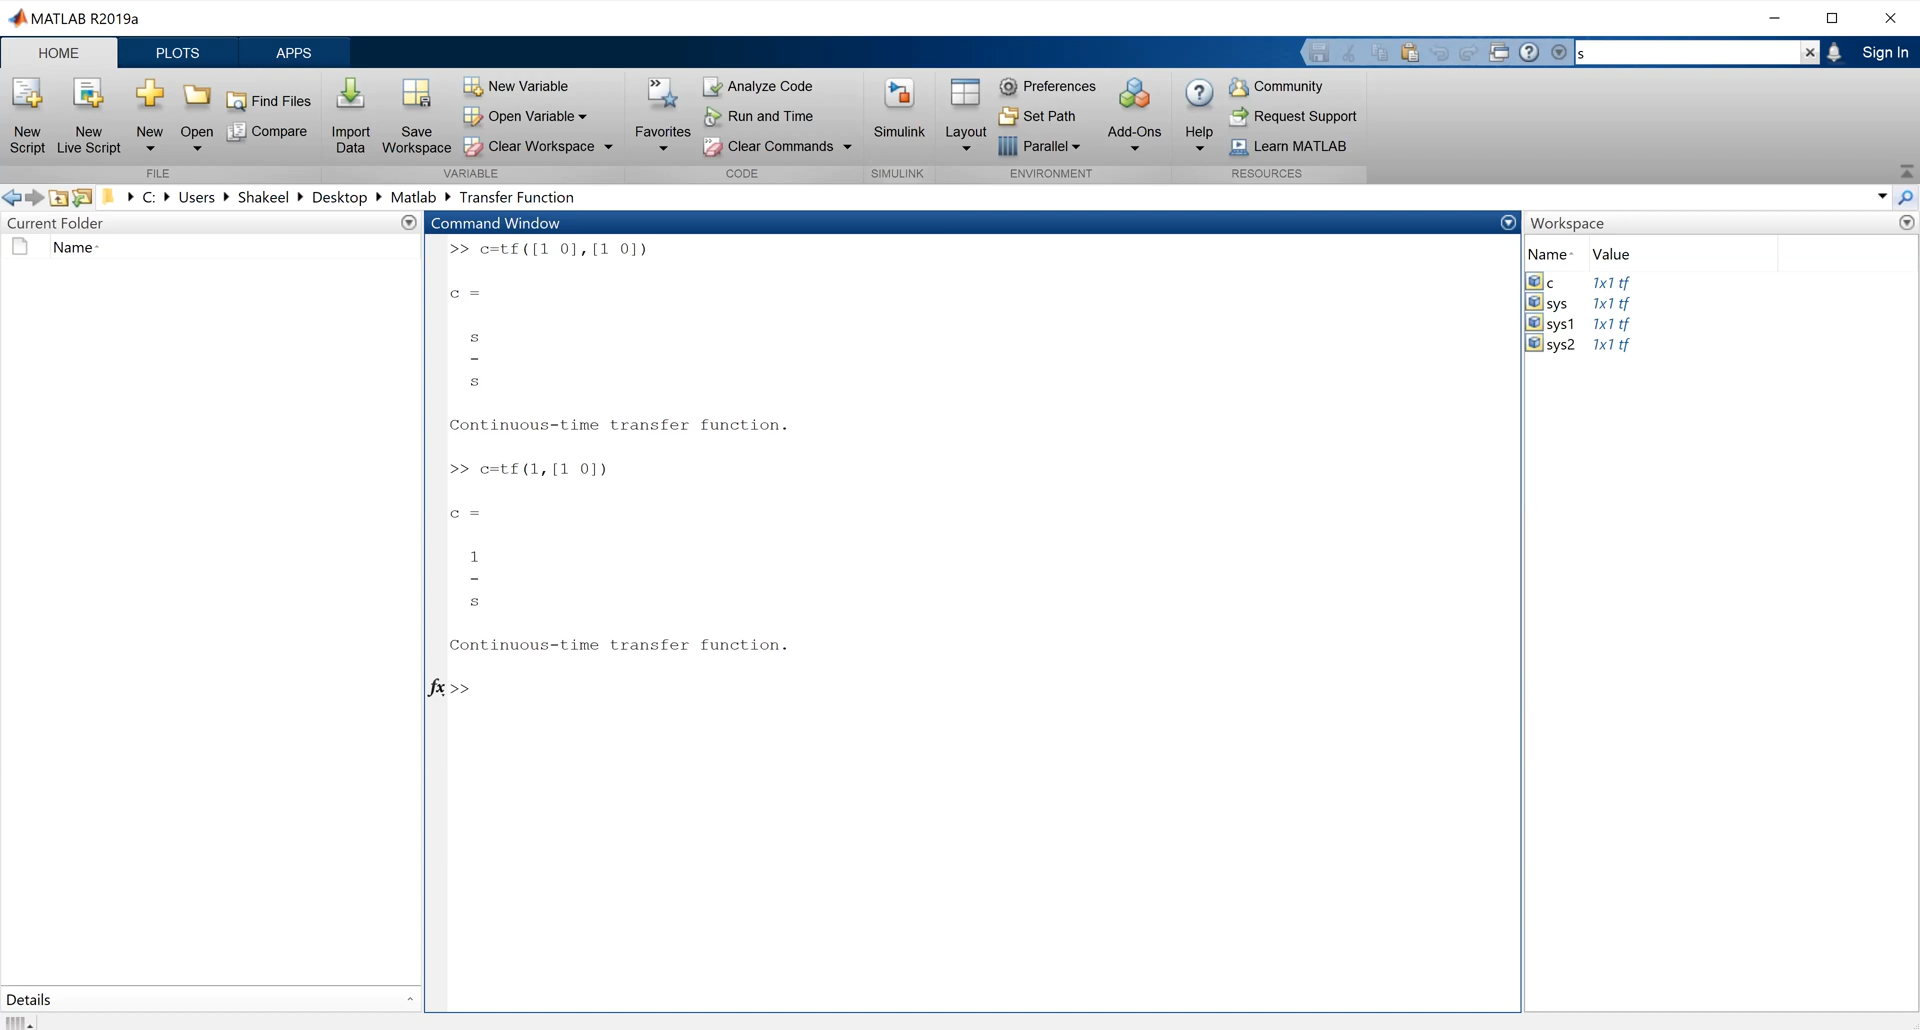 MATLAB R2019a
HOME PLOTS APPS s Sign In
New Script
New Live Script
New
Open
Find Files
Compare
Import Data
Save Workspace
New Variable
Open Variable
Clear Workspace
Favorites
Analyze Code
Run and Time
Clear Commands
Simulink
Layout
Preferences
Set Path
Parallel
Add-Ons
Help
Community
Request Support
Learn MATLAB
FILE VARIABLE CODE SIMULINK ENVIRONMENT RESOURCES
C: Users Shakeel Desktop Matlab Transfer Function
Current Folder
Name
Details
Command Window
>> c=tf([1 0],[1 0])
c =
s
-
s
Continuous-time transfer function.
>> c=tf(1,[1 0])
c =
1
-
s
Continuous-time transfer function.
fx >>
Workspace
Name Value
c 1x1 tf
sys 1x1 tf
sys1 1x1 tf
sys2 1x1 tf